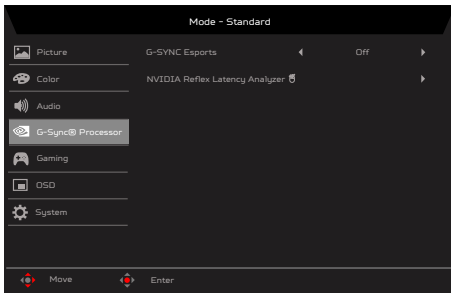 Mode - Standard
Picture
G-SYNC Esports Off
Color
NVIDIA Reflex Latency Analyzer
Audio
G-Sync® Processor
Gaming
OSD
System
Move Enter